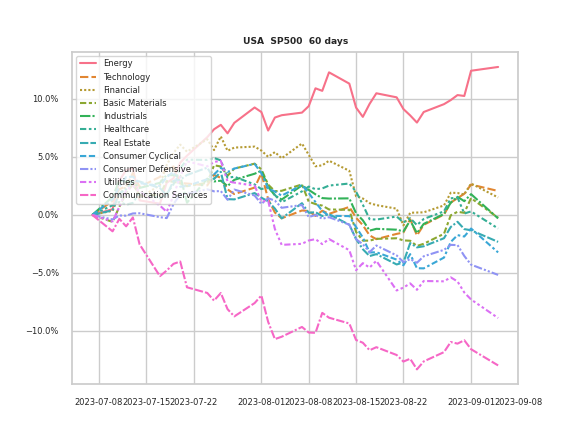 USA SP500 60 days
Energy
Technology
Financial
Basic Materials
Industrials
Healthcare
Real Estate
Consumer Cyclical
Consumer Defensive
Utilities
Communication Services
10.0%
5.0%
0.0%
−5.0%
−10.0%
2023-07-08 2023-07-15 2023-07-22 2023-08-01 2023-08-08 2023-08-15 2023-08-22 2023-09-01 2023-09-08